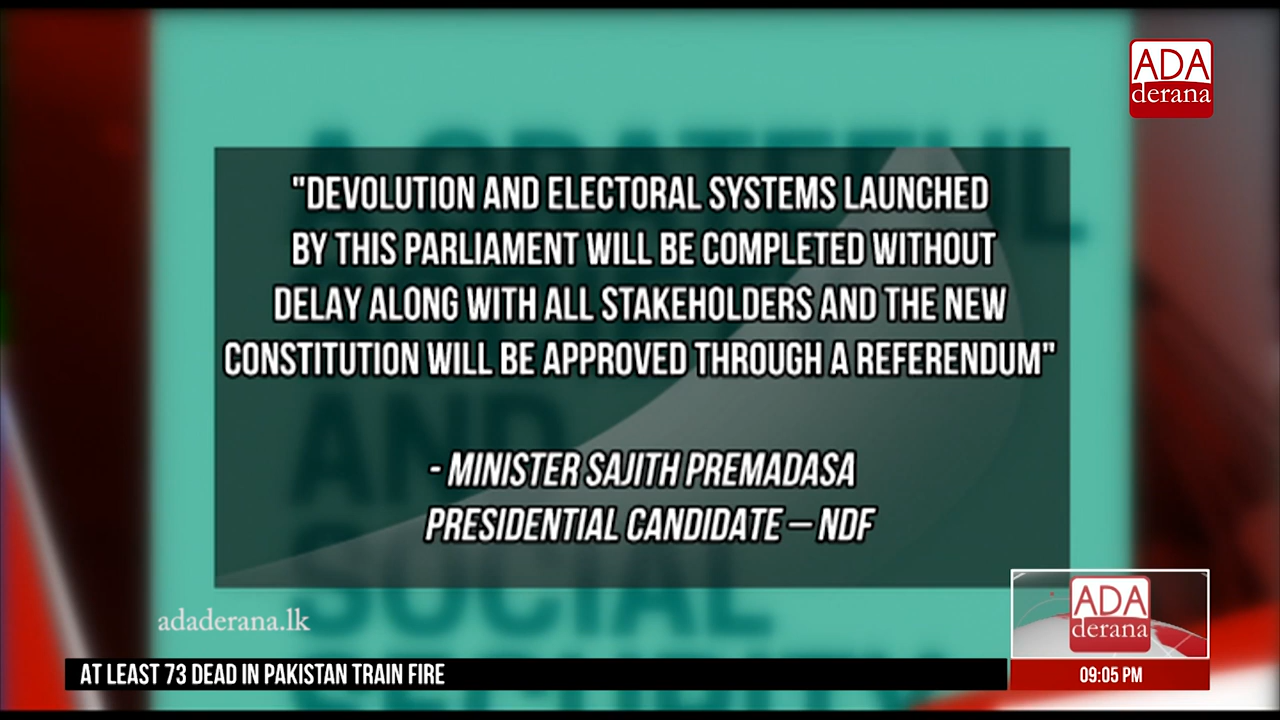 ADA
derana
"DEVOLUTION AND ELECTORAL SYSTEMS LAUNCHED
BY THIS PARLIAMENT WILL BE COMPLETED WITHOUT
DELAY ALONG WITH ALL STAKEHOLDERS AND THE NEW
CONSTITUTION WILL BE APPROVED THROUGH A REFERENDUM"
- MINISTER SAJITH PREMADASA
PRESIDENTIAL CANDIDATE – NDF
AND
SOCIAL
adaderana.lk
ADA
derana
AT LEAST 73 DEAD IN PAKISTAN TRAIN FIRE
09:05 PM